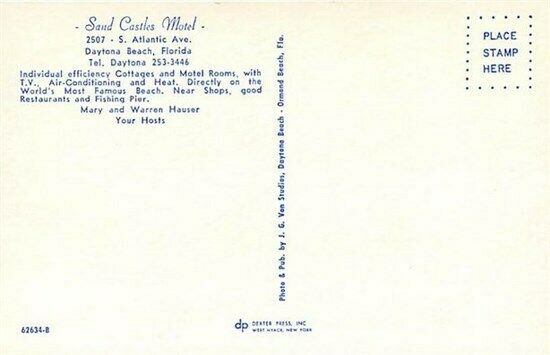 - Sand Castles Motel -
2507 - S. Atlantic Ave.
Daytona Beach, Florida
Tel. Daytona 253-3446
Individual efficiency Cottages and Motel Rooms, with
T.V., Air-Conditioning and Heat. Directly on the
World's Most Famous Beach. Near Shops, good
Restaurants and Fishing Pier.
Mary and Warren Hauser
Your Hosts
Photo & Pub. by J. G. Van Studios, Daytona Beach - Ormond Beach, Fla.
PLACE
STAMP
HERE
62634-B
dp DEXTER PRESS, INC
WEST NYACK, NEW YORK